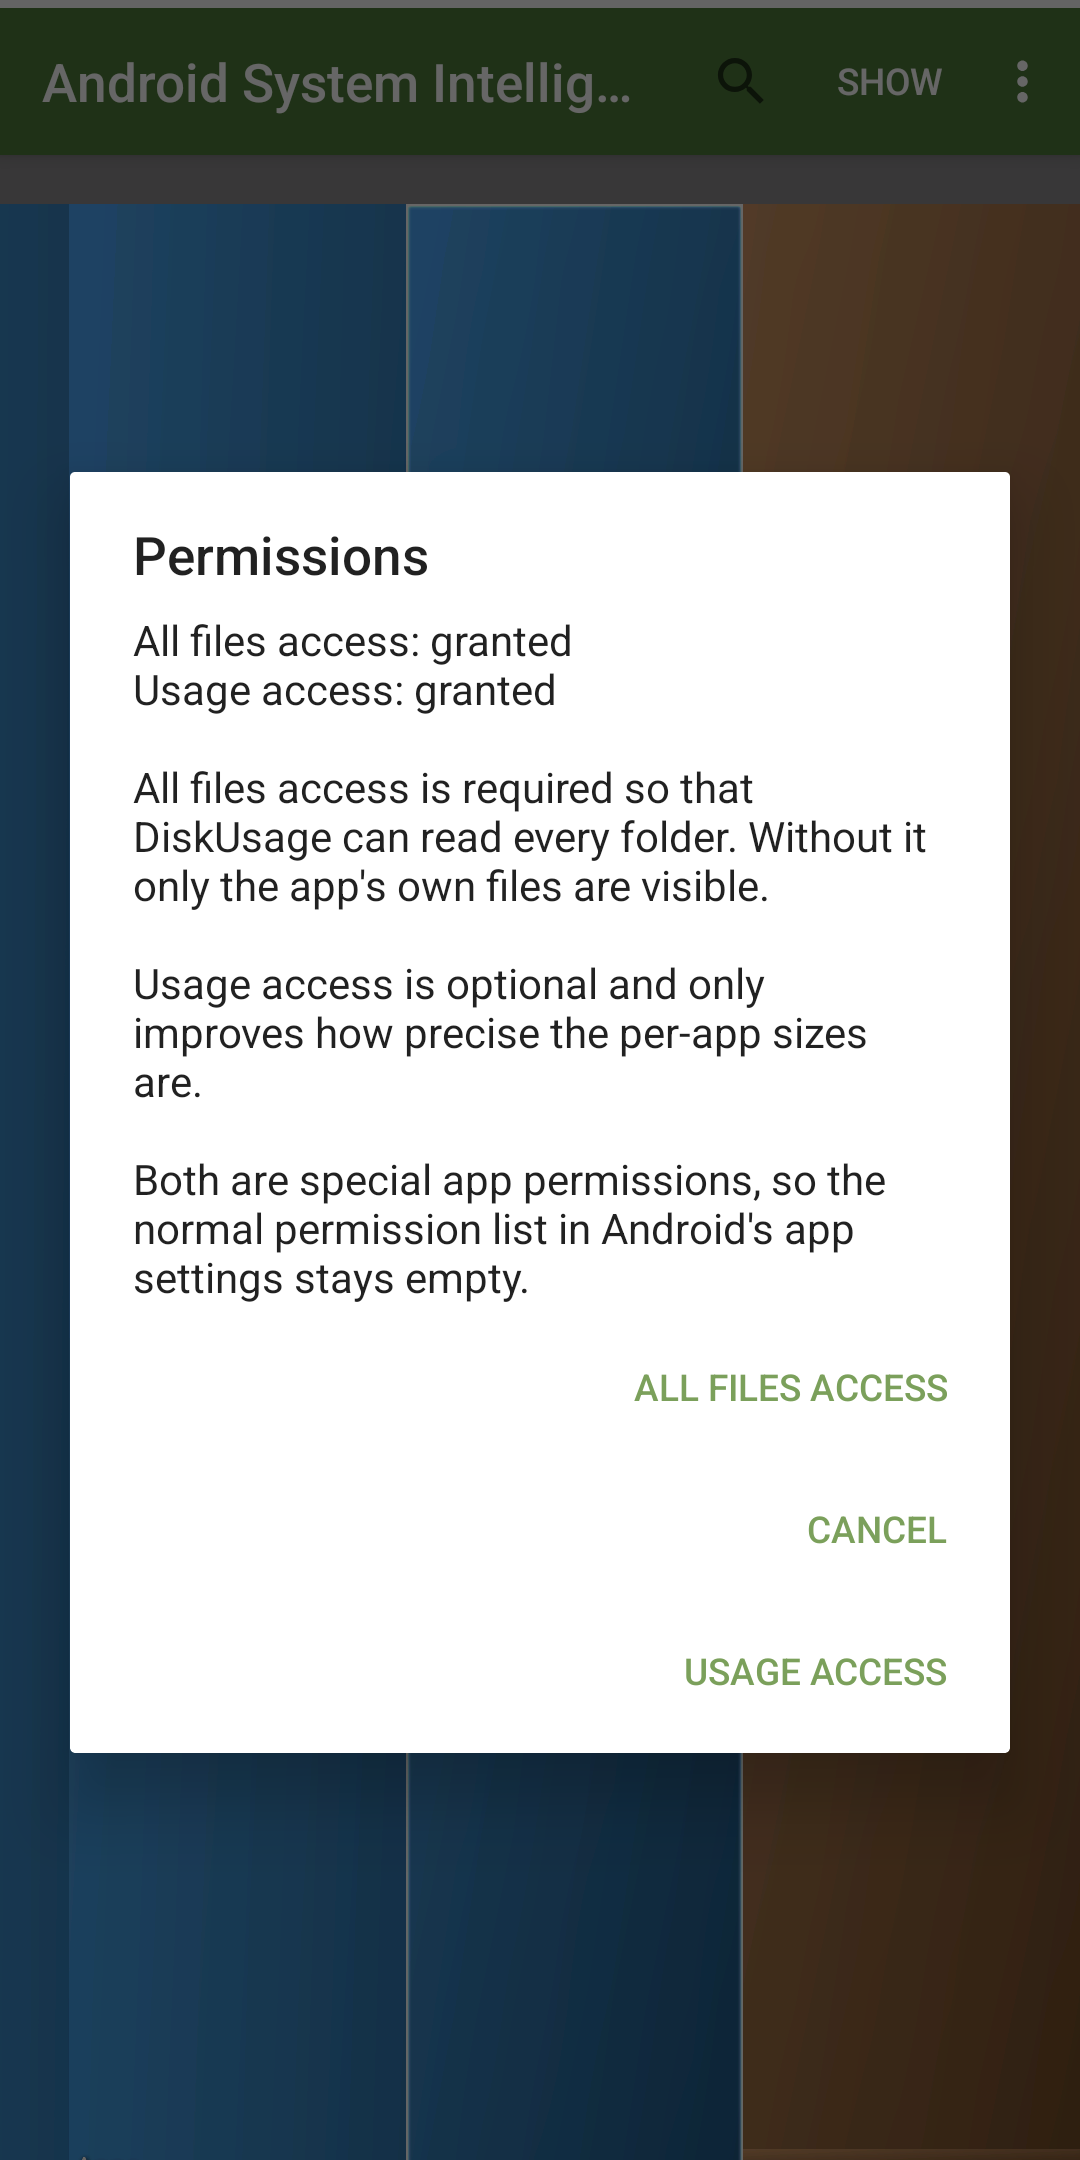 Android System Intellig...
SHOW
Permissions
All files access: granted
Usage access: granted
All files access is required so that
DiskUsage can read every folder. Without it
only the app's own files are visible.
Usage access is optional and only
improves how precise the per-app sizes
are.
Both are special app permissions, so the
normal permission list in Android's app
settings stays empty.
ALL FILES ACCESS
CANCEL
USAGE ACCESS